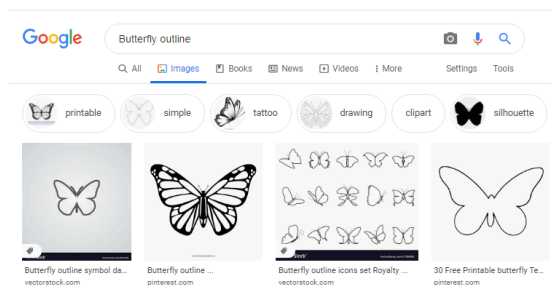 Google
Butterfly outline
All Images Books News Videos More Settings Tools
printable simple tattoo drawing clipart silhouette
Butterfly outline symbol da... Butterfly outline ... Butterfly outline icons set Royalty ... 30 Free Printable butterfly Te...
vectorstock.com pinterest.com vectorstock.com pinterest.com